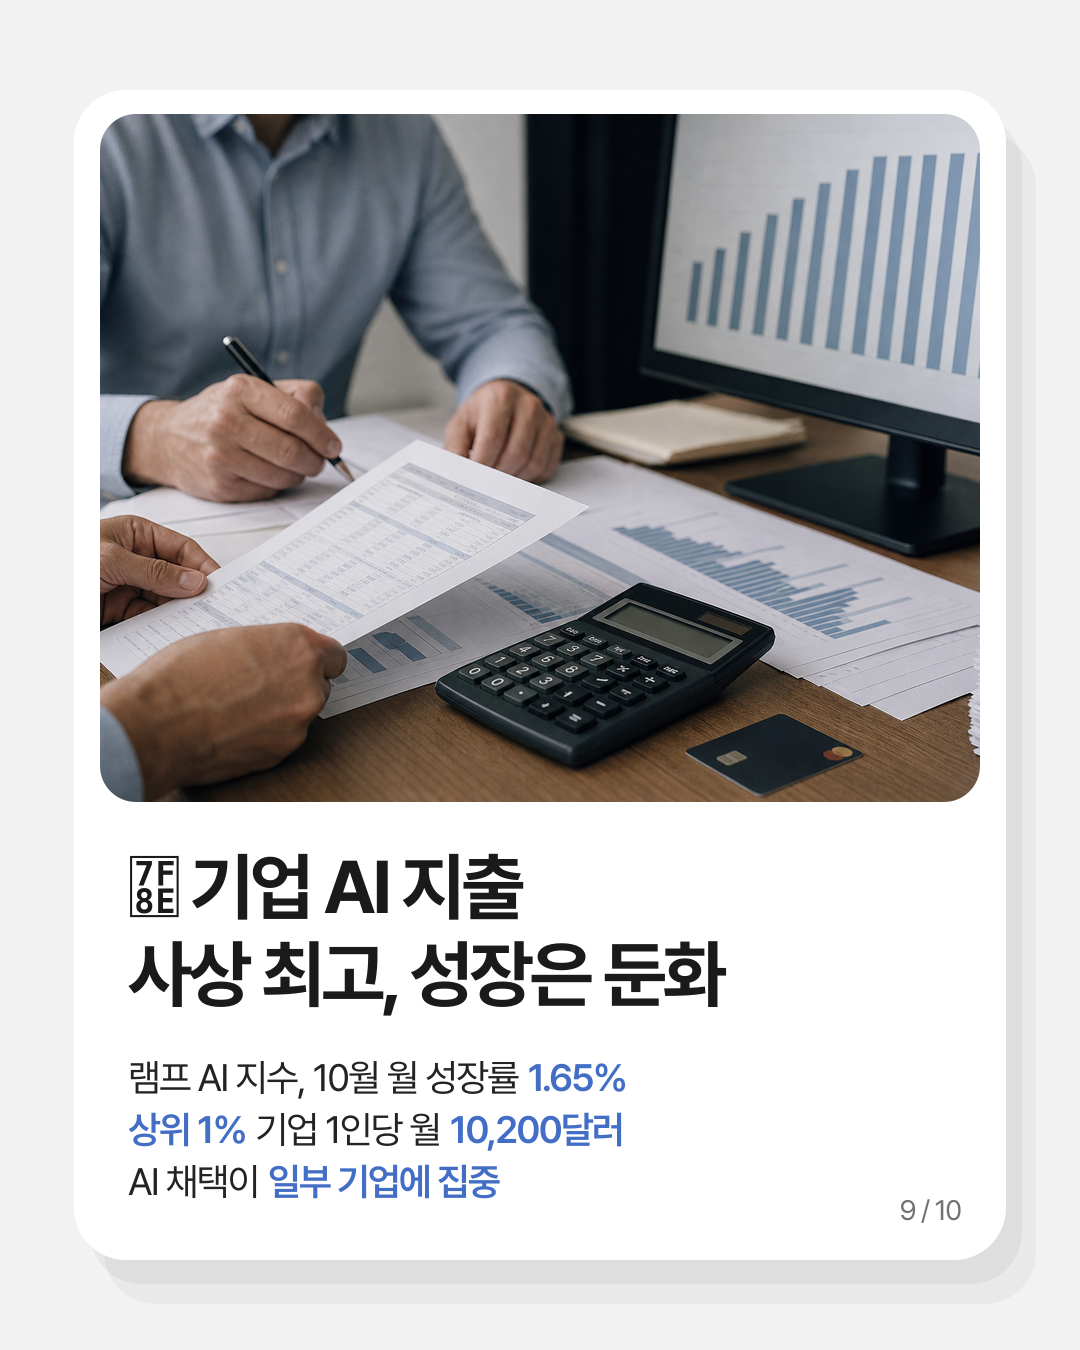 7F8E 기업 AI 지출
사상 최고, 성장은 둔화
램프 AI 지수, 10월 월 성장률 1.65%
상위 1% 기업 1인당 월 10,200달러
AI 채택이 일부 기업에 집중
9 / 10